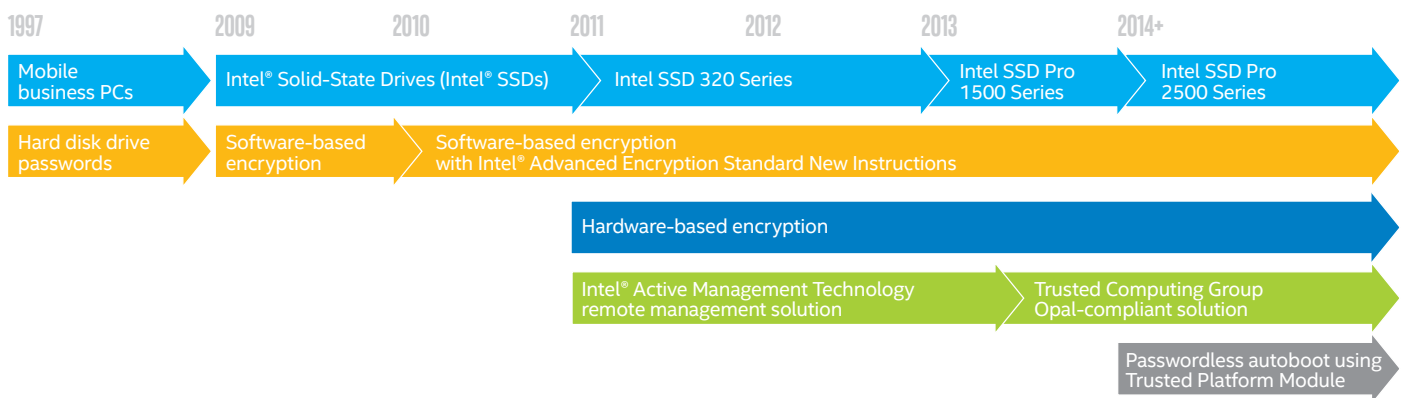 1997 2009 2010 2011 2012 2013 2014+
Mobile
business PCs
Intel® Solid-State Drives (Intel® SSDs)
Intel SSD 320 Series
Intel SSD Pro
1500 Series
Intel SSD Pro
2500 Series
Hard disk drive
passwords
Software-based
encryption
Software-based encryption
with Intel® Advanced Encryption Standard New Instructions
Hardware-based encryption
Intel® Active Management Technology
remote management solution
Trusted Computing Group
Opal-compliant solution
Passwordless autoboot using
Trusted Platform Module